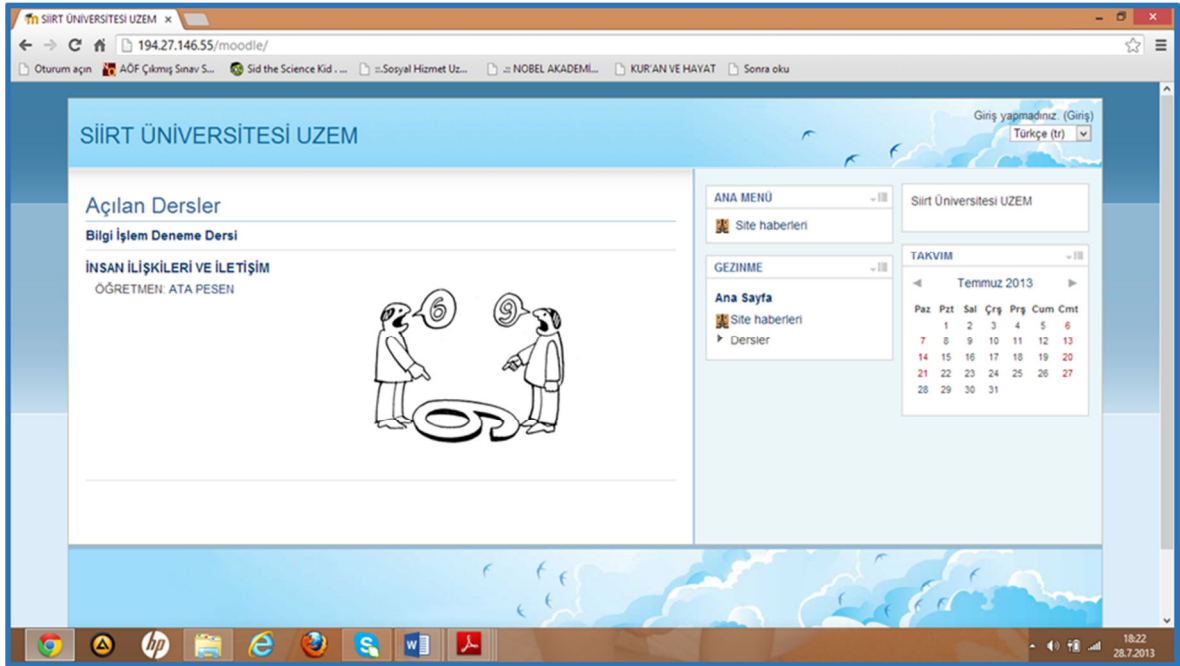 SİİRT ÜNİVERSİTESİ UZEM
194.27.146.55/moodle/
Oturum açın AÖF Çıkmış Sınav S... Sid the Science Kid . ... ::.Sosyal Hizmet Uz... .:: NOBEL AKADEMİ... KUR'AN VE HAYAT Sonra oku
Giriş yapmadınız. (Giriş)
Türkçe (tr)
SİİRT ÜNİVERSİTESİ UZEM
Açılan Dersler
Bilgi İşlem Deneme Dersi
İNSAN İLİŞKİLERİ VE İLETİŞİM
ÖĞRETMEN: ATA PESEN
6
9
ANA MENÜ
Site haberleri
GEZINME
Ana Sayfa
Site haberleri
Dersler
Siirt Üniversitesi UZEM
TAKVIM
Temmuz 2013
Paz Pzt Sal Çrş Prş Cum Cmt
1 2 3 4 5 6
7 8 9 10 11 12 13
14 15 16 17 18 19 20
21 22 23 24 25 26 27
28 29 30 31
hp
18:22
28.7.2013